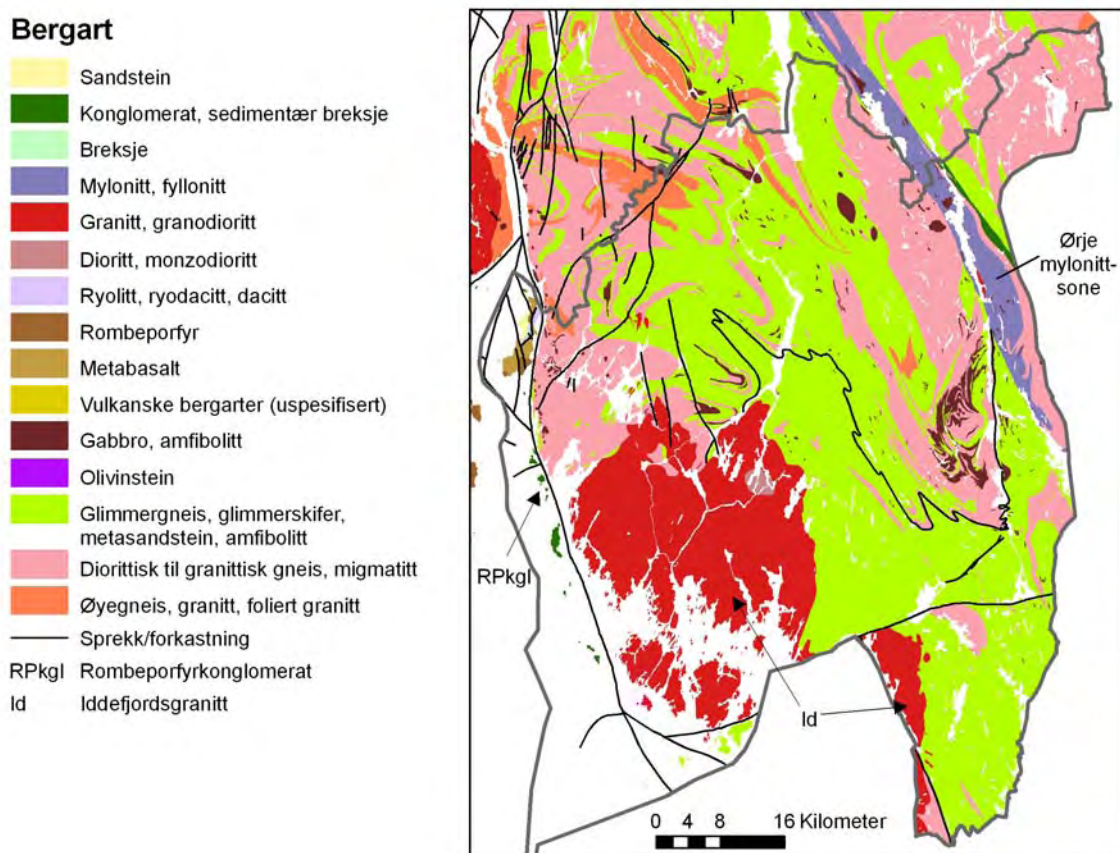 Bergart
Sandstein
Konglomerat, sedimentær breksje
Breksje
Mylonitt, fyllonitt
Granitt, granodioritt
Dioritt, monzodioritt
Ryolitt, ryodacitt, dacitt
Rombeporfyr
Metabasalt
Vulkanske bergarter (uspesifisert)
Gabbro, amfibolitt
Olivinstein
Glimmergneis, glimmerskifer,
metasandstein, amfibolitt
Diorittisk til granittisk gneis, migmatitt
Øyegneis, granitt, foliert granitt
Sprekk/forkastning
RPkgl Rombeporfyrkonglomerat
Id Iddefjordsgranitt
Ørje
mylonitt-
sone
RPkgl
Id
0 4 8 16 Kilometer